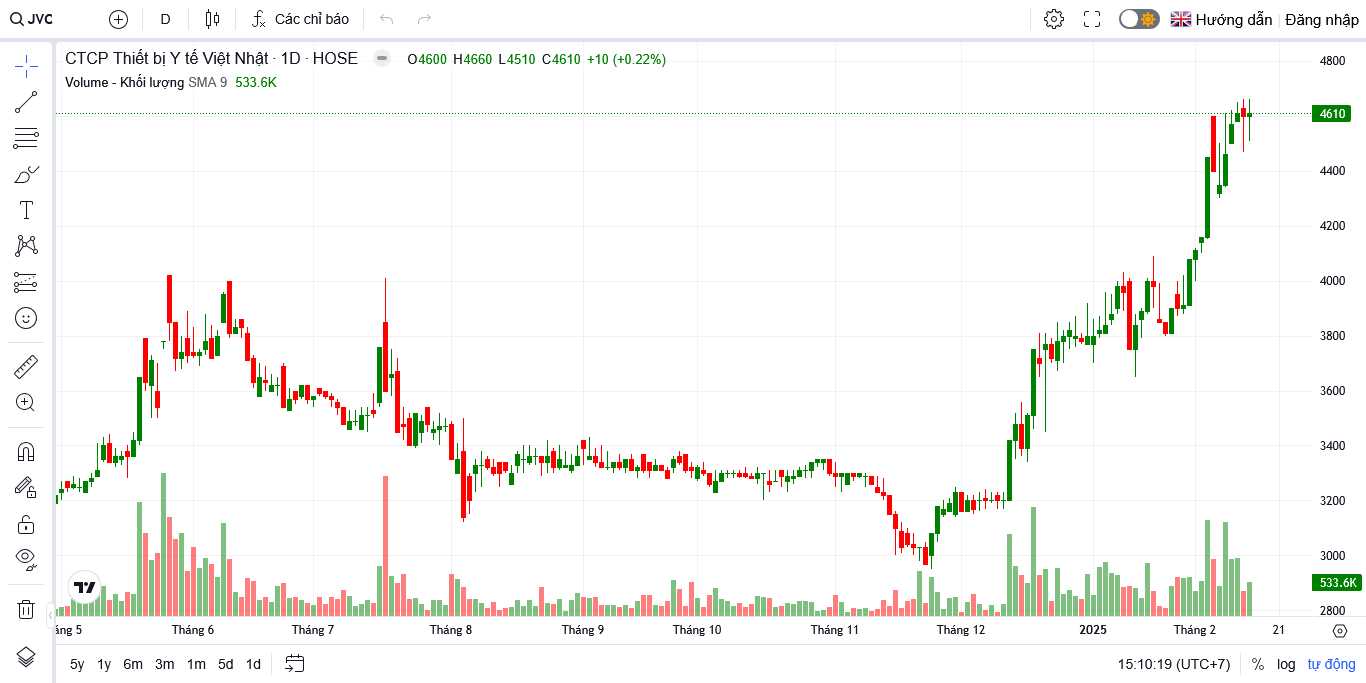 JVC D Các chỉ báo Hướng dẫn Đăng nhập
CTCP Thiết bị Y tế Việt Nhật · 1D · HOSE O4600 H4660 L4510 C4610 +10 (+0.22%)
Volume - Khối lượng SMA 9 533.6K
4800
4610
4400
4200
4000
3800
3600
3400
3200
3000
533.6K
2800
áng 5 Tháng 6 Tháng 7 Tháng 8 Tháng 9 Tháng 10 Tháng 11 Tháng 12 2025 Tháng 2 21
5y 1y 6m 3m 1m 5d 1d 15:10:19 (UTC+7) % log tự động